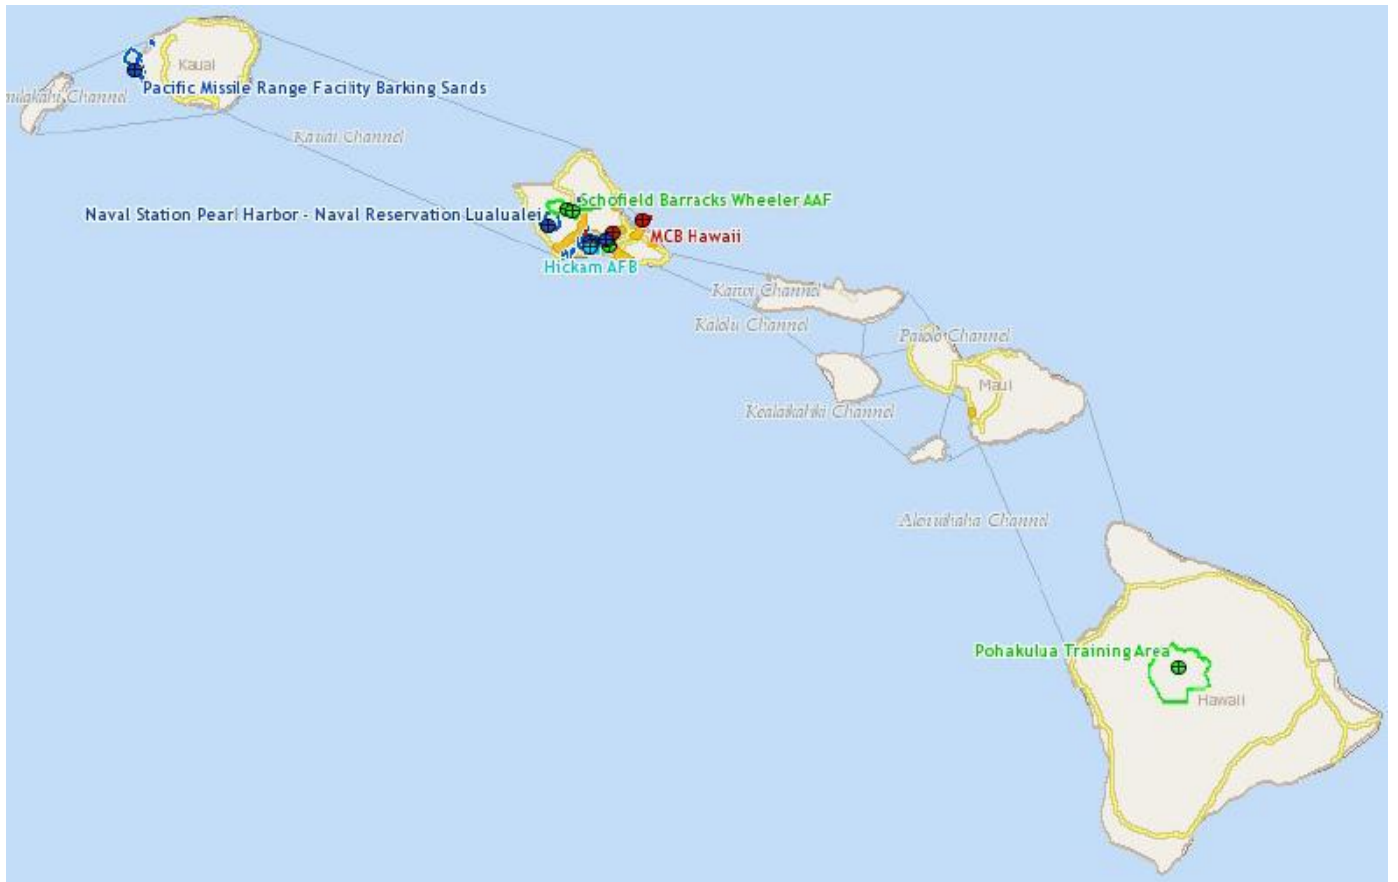 Kauai
Pacific Missile Range Facility Barking Sands
Channel
Kauai Channel
Schofield Barracks Wheeler AAF
Naval Station Pearl Harbor - Naval Reservation Lualualei
MCB Hawaii
Hickam AFB
Kaiwi Channel
Kalolu Channel
Pailolo Channel
Maui
Kealaikahiki Channel
Alenuihaha Channel
Pohakulua Training Area
Hawaii